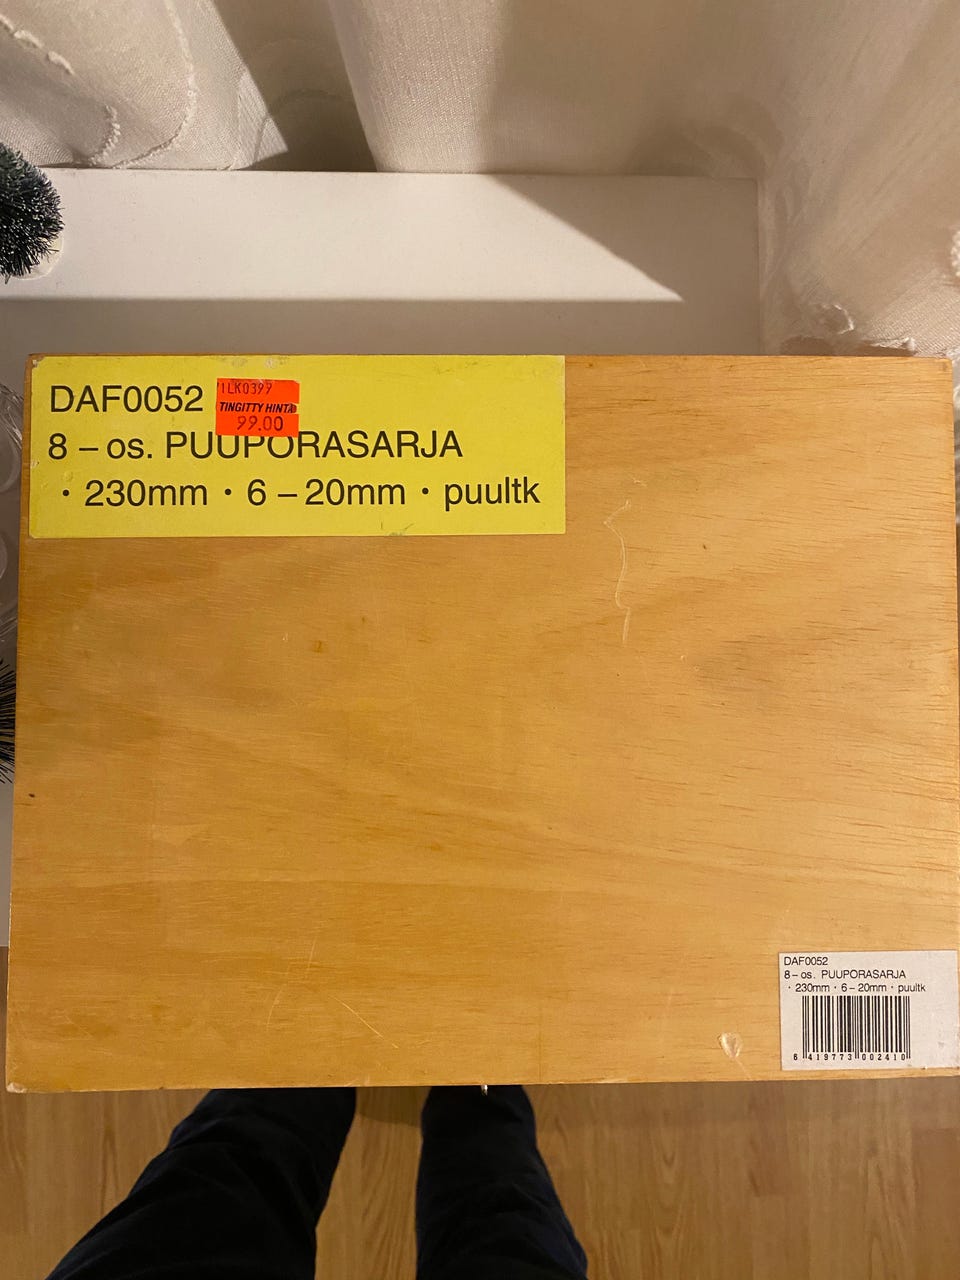 DAF0052
1LK0399
TINGITTY HINTA
99.00
8 – os. PUUPORASARJA
· 230mm · 6 – 20mm · puultk
DAF0052
8 – os. PUUPORASARJA
· 230mm · 6 – 20mm · puultk
6 419773 002410